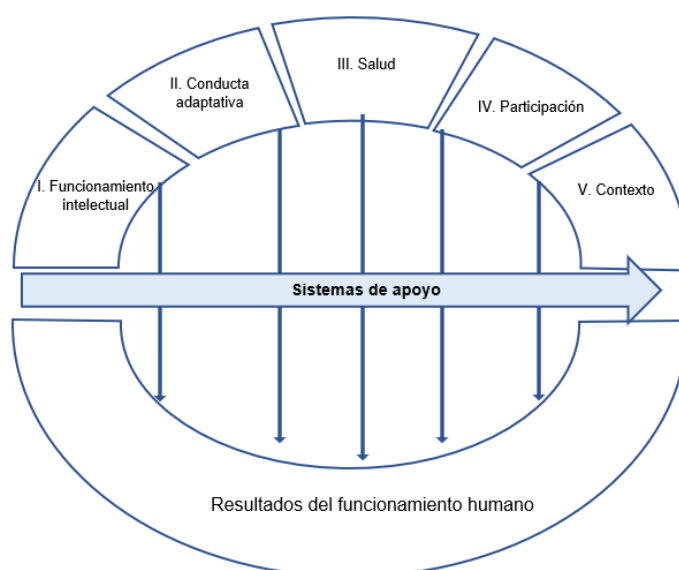 I. Funcionamiento
intelectual
II. Conducta
adaptativa
III. Salud
IV. Participación
V. Contexto
Sistemas de apoyo
Resultados del funcionamiento humano